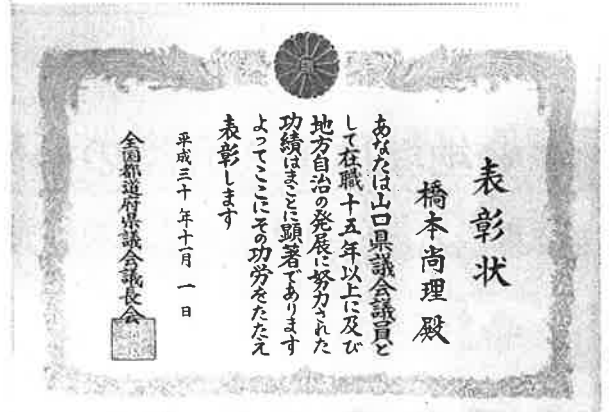 表彰状
橋本尚理殿
あなたは山口県議会議員と
して在職十五年以上に及び
地方自治の発展に努力された
功績はまことに顕著であります
よってここにその功労をたたえ
表彰します
平成三十年十一月一日
全国都道府県議会議長会